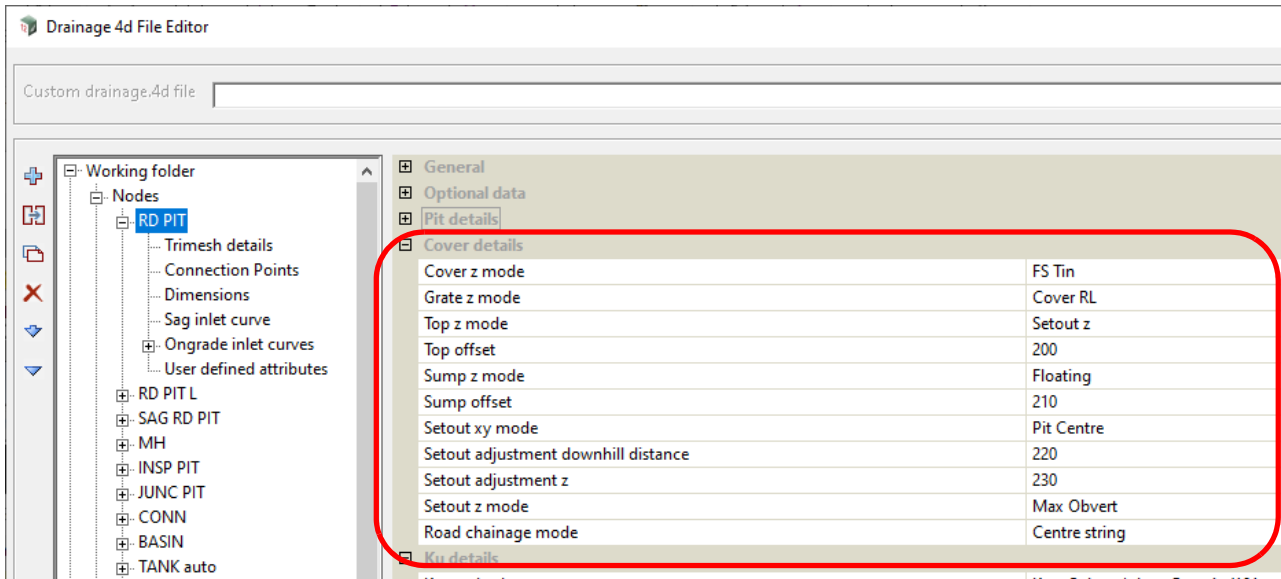 Drainage 4d File Editor
Custom drainage.4d file
Working folder
Nodes
RD PIT
Trimesh details
Connection Points
Dimensions
Sag inlet curve
Ongrade inlet curves
User defined attributes
RD PIT L
SAG RD PIT
MH
INSP PIT
JUNC PIT
CONN
BASIN
TANK auto
General
Optional data
Pit details
Cover details
Cover z mode FS Tin
Grate z mode Cover RL
Top z mode Setout z
Top offset 200
Sump z mode Floating
Sump offset 210
Setout xy mode Pit Centre
Setout adjustment downhill distance 220
Setout adjustment z 230
Setout z mode Max Obvert
Road chainage mode Centre string
Ku details